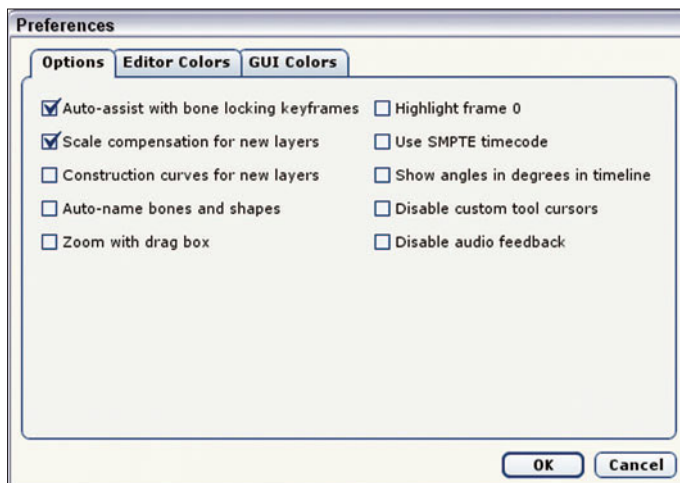 Preferences
Options Editor Colors GUI Colors
Auto-assist with bone locking keyframes
Scale compensation for new layers
Construction curves for new layers
Auto-name bones and shapes
Zoom with drag box
Highlight frame 0
Use SMPTE timecode
Show angles in degrees in timeline
Disable custom tool cursors
Disable audio feedback
OK Cancel